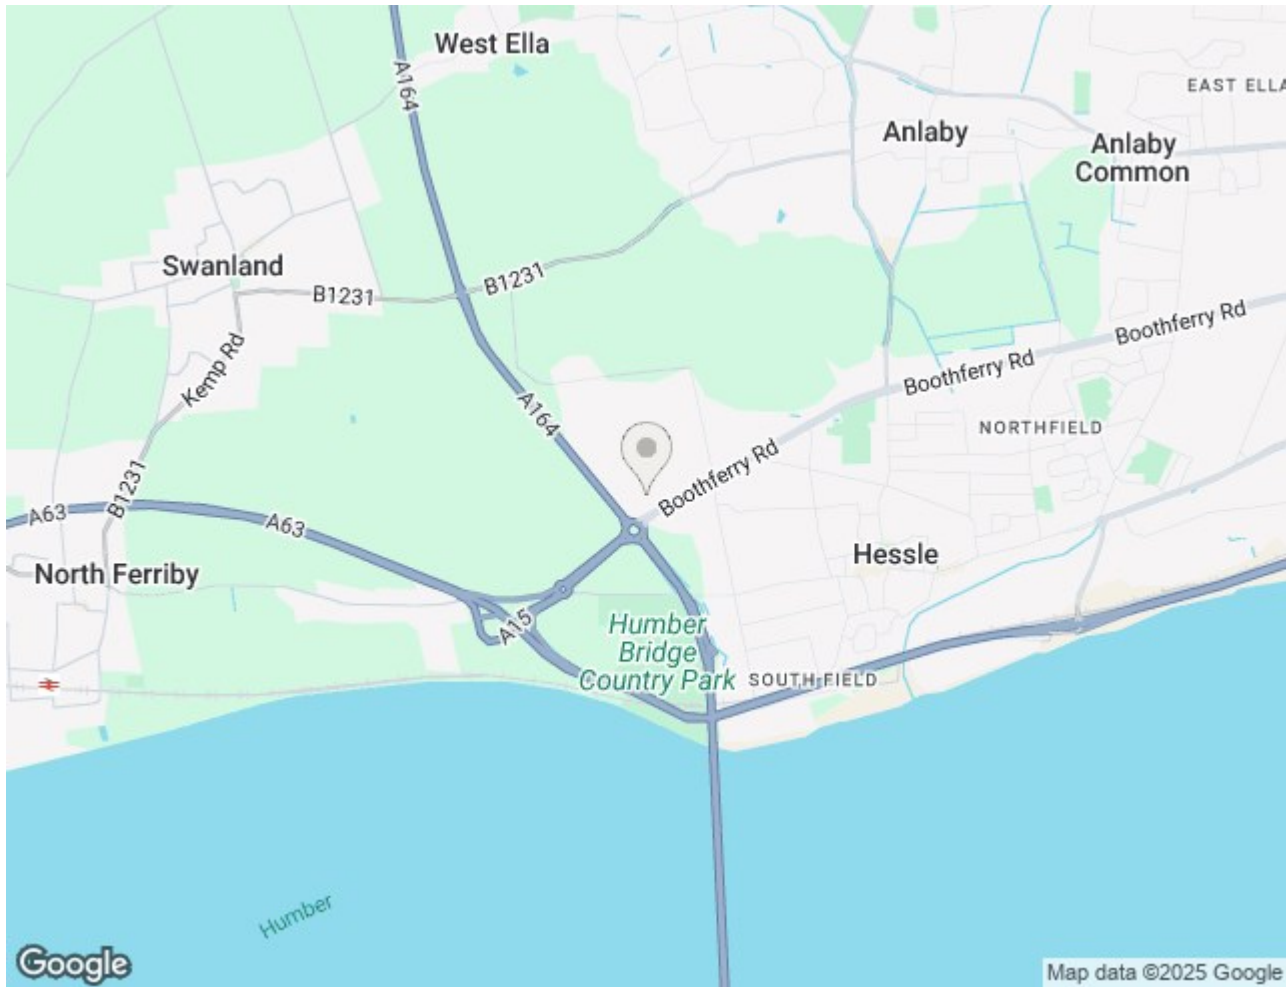 West Ella
A164
EAST ELLA
Anlaby
Anlaby
Common
Swanland
B1231
B1231
Boothferry Rd
Kemp Rd
Boothferry Rd
A164
NORTHFIELD
Boothferry Rd
B1231
A63
A63
Hessle
North Ferriby
A15
Humber
Bridge
Country Park
SOUTH FIELD
Humber
Google
Map data ©2025 Google